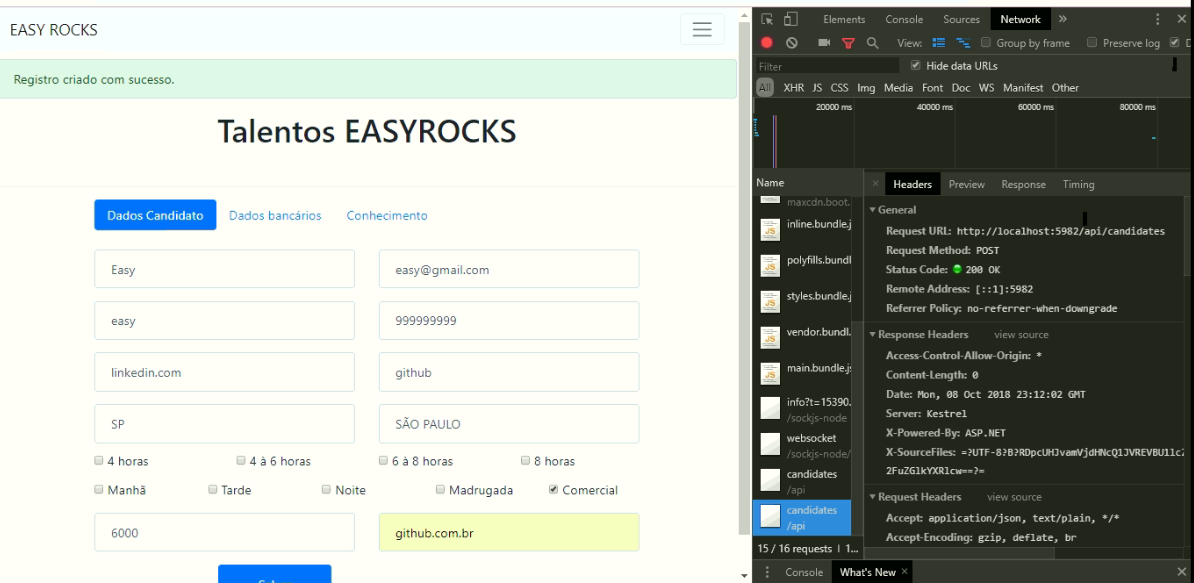 EASY ROCKS
Registro criado com sucesso.
Talentos EASYROCKS
Dados Candidato Dados bancários Conhecimento
Easy easy@gmail.com
easy 999999999
linkedin.com github
SP SÃO PAULO
4 horas 4 à 6 horas 6 à 8 horas 8 horas
Manhã Tarde Noite Madrugada Comercial
6000 github.com.br
Elements Console Sources Network »
View: Group by frame Preserve log D
Filter Hide data URLs
All XHR JS CSS Img Media Font Doc WS Manifest Other
20000 ms 40000 ms 60000 ms 80000 ms
Name
maxcdn.boot.
inline.bundle.j
polyfills.bundl
styles.bundle.j
vendor.bundl.
main.bundle.js
info?t=15390.
/sockjs-node
websocket
/sockjs-node/
candidates
/api
candidates
/api
15 / 16 requests | 1...
× Headers Preview Response Timing
General
Request URL: http://localhost:5982/api/candidates
Request Method: POST
Status Code: 200 OK
Remote Address: [::1]:5982
Referrer Policy: no-referrer-when-downgrade
Response Headers view source
Access-Control-Allow-Origin: *
Content-Length: 0
Date: Mon, 08 Oct 2018 23:12:02 GMT
Server: Kestrel
X-Powered-By: ASP.NET
X-SourceFiles: =?UTF-8?B?RDpcUHJvamVjdHNcQ1JVREVBU1lcZ
2FuZG1kYXRlcw==?=
Request Headers view source
Accept: application/json, text/plain, */*
Accept-Encoding: gzip, deflate, br
Console What's New ×